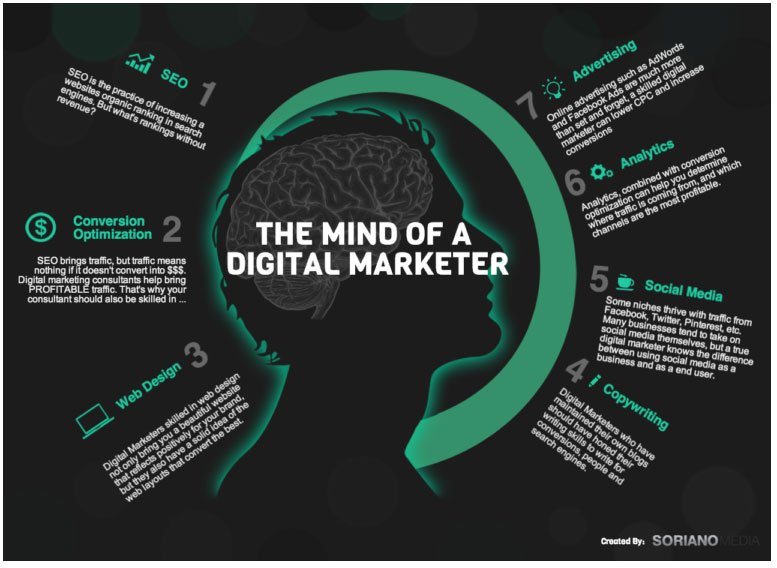 THE MIND OF A
DIGITAL MARKETER
1
SEO
SEO is the practice of increasing a
websites organic ranking in search
engines. But what's rankings without
revenue?
2
Conversion
Optimization
SEO brings traffic, but traffic means
nothing if it doesn't convert into $$$.
Digital marketing consultants help bring
PROFITABLE traffic. That's why your
consultant should also be skilled in ...
3
Web Design
Digital Marketers skilled in web design
not only bring you a beautiful website
that reflects positively for your brand,
but they also have a solid idea of the
web layouts that convert the best.
4
Copywriting
Digital Marketers who have
maintained their own blogs
should have honed their
writing skills to write for
conversions, people and
search engines.
5
Social Media
Some niches thrive with traffic from
Facebook, Twitter, Pinterest, etc.
Many businesses tend to take on
social media themselves, but a true
digital marketer knows the difference
between using social media as a
business and as a end user.
6
Analytics
Analytics, combined with conversion
optimization can help you determine
where traffic is coming from, and which
channels are the most profitable.
7
Advertising
Online advertising such as AdWords
and Facebook Ads are much more
than set and forget, a skilled digital
marketer can lower CPC and increase
conversions
Created By: SORIANOMEDIA